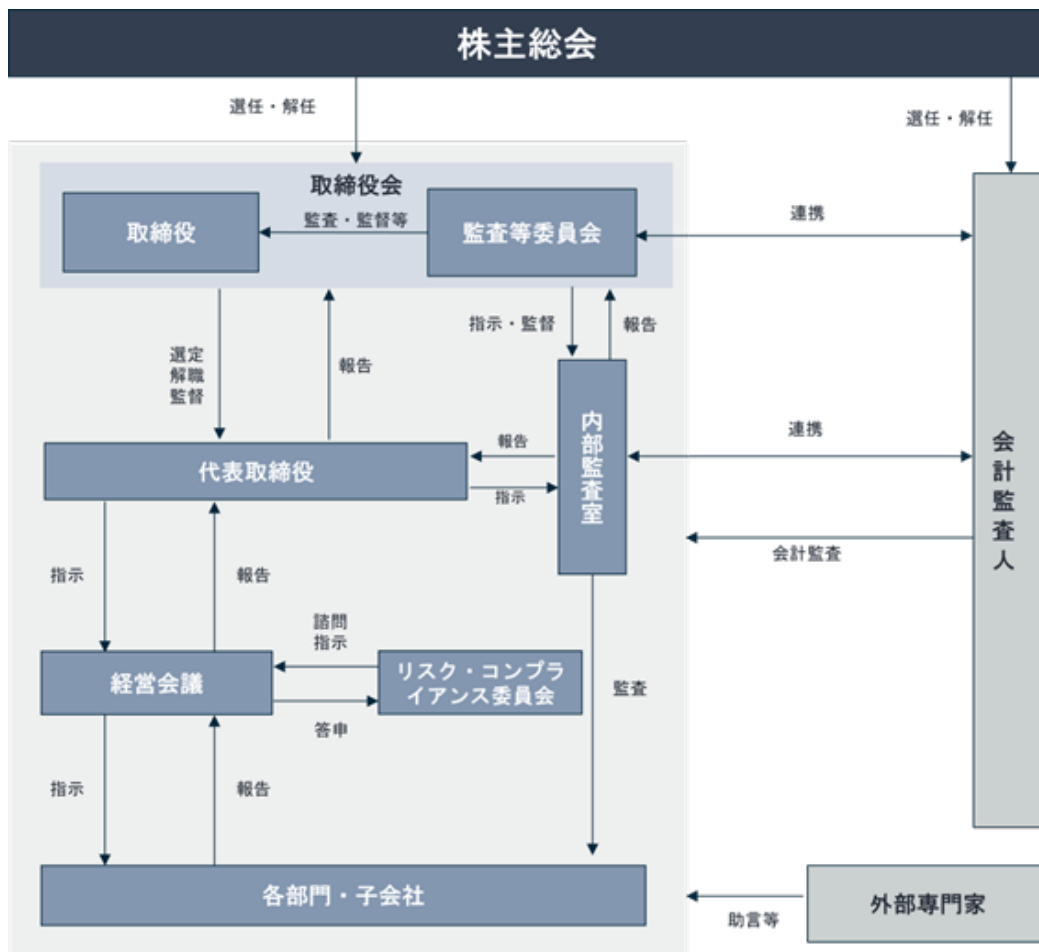 株主総会
選任・解任
選任・解任
取締役会
取締役
監査・監督等
監査等委員会
連携
指示・監督
報告
選定
解職
監督
報告
内部監査室
連携
会計監査人
報告
代表取締役
指示
会計監査
指示
報告
諮問
指示
経営会議
リスク・コンプラ
イアンス委員会
監査
答申
指示
報告
各部門・子会社
助言等
外部専門家